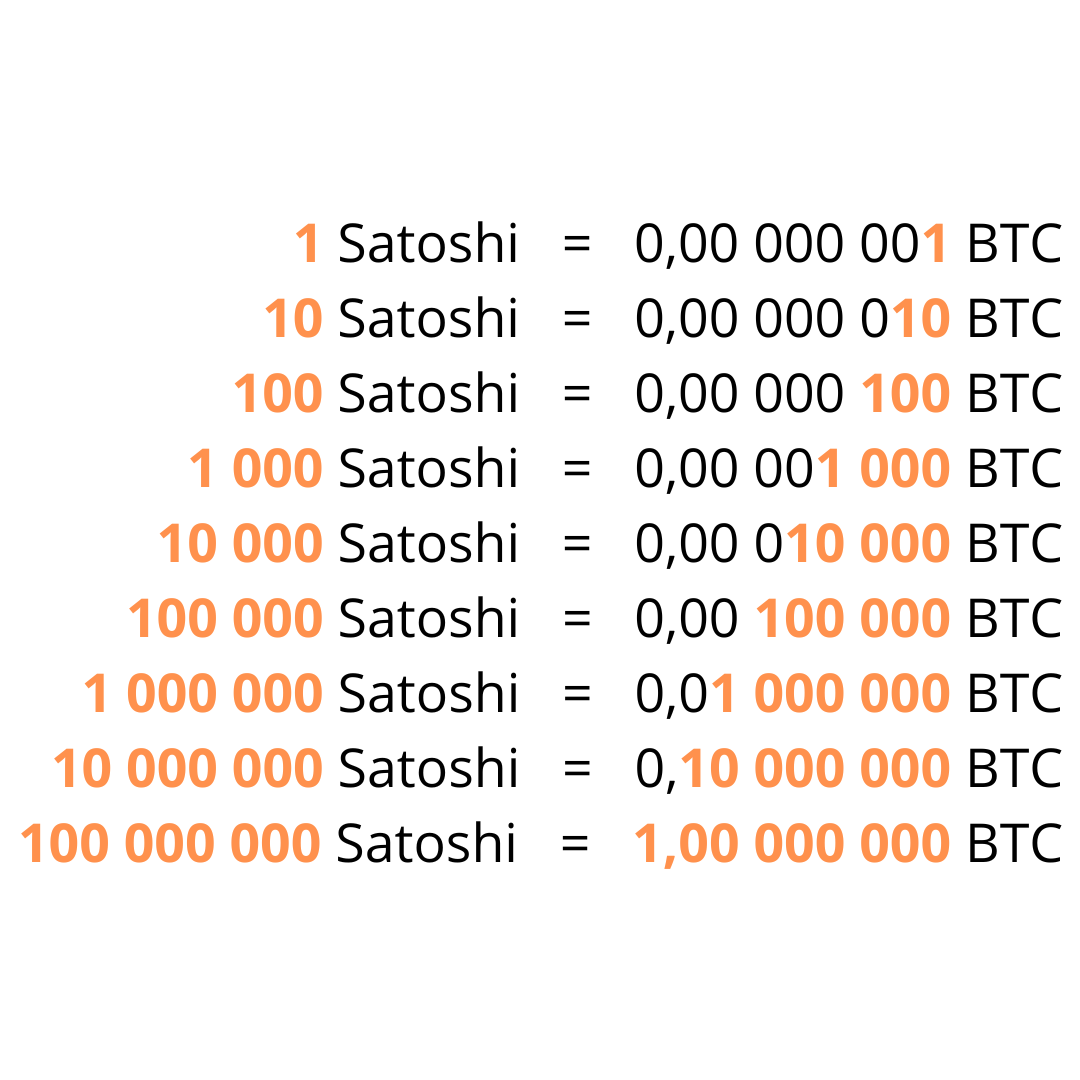 1 Satoshi = 0,00 000 001 BTC
10 Satoshi = 0,00 000 010 BTC
100 Satoshi = 0,00 000 100 BTC
1 000 Satoshi = 0,00 001 000 BTC
10 000 Satoshi = 0,00 010 000 BTC
100 000 Satoshi = 0,00 100 000 BTC
1 000 000 Satoshi = 0,01 000 000 BTC
10 000 000 Satoshi = 0,10 000 000 BTC
100 000 000 Satoshi = 1,00 000 000 BTC